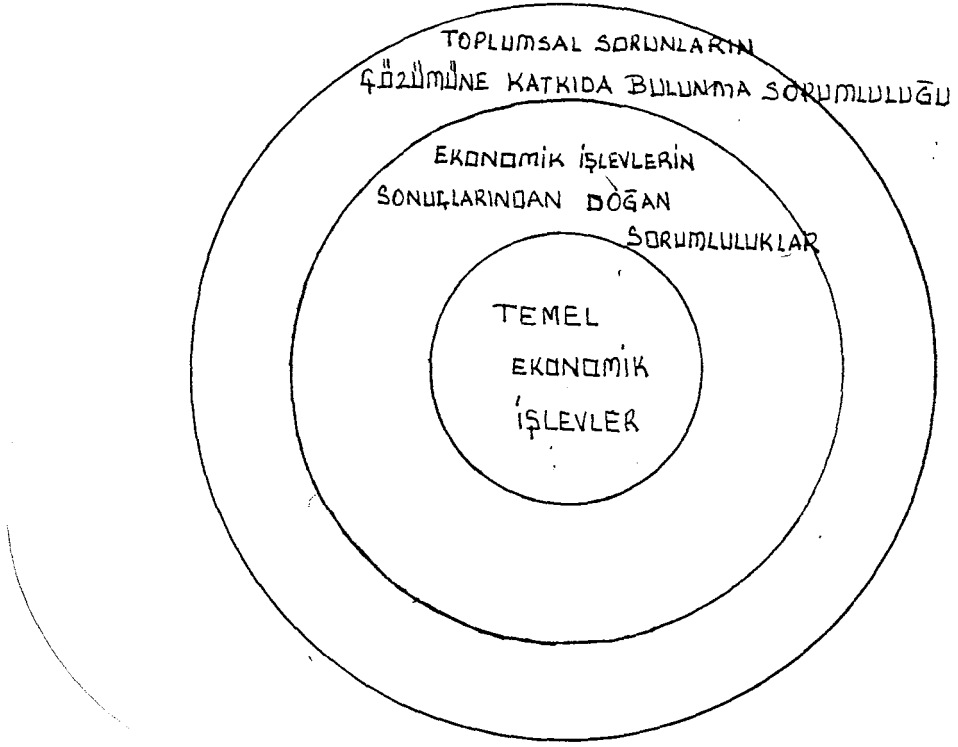 TOPLUMSAL SORUNLARIN
ÇÖZÜMÜNE KATKIDA BULUNMA SORUMLULUĞU
EKONOMİK İŞLEVLERİN
SONUÇLARINDAN DOĞAN
SORUMLULUKLAR
TEMEL
EKONOMİK
İŞLEVLER